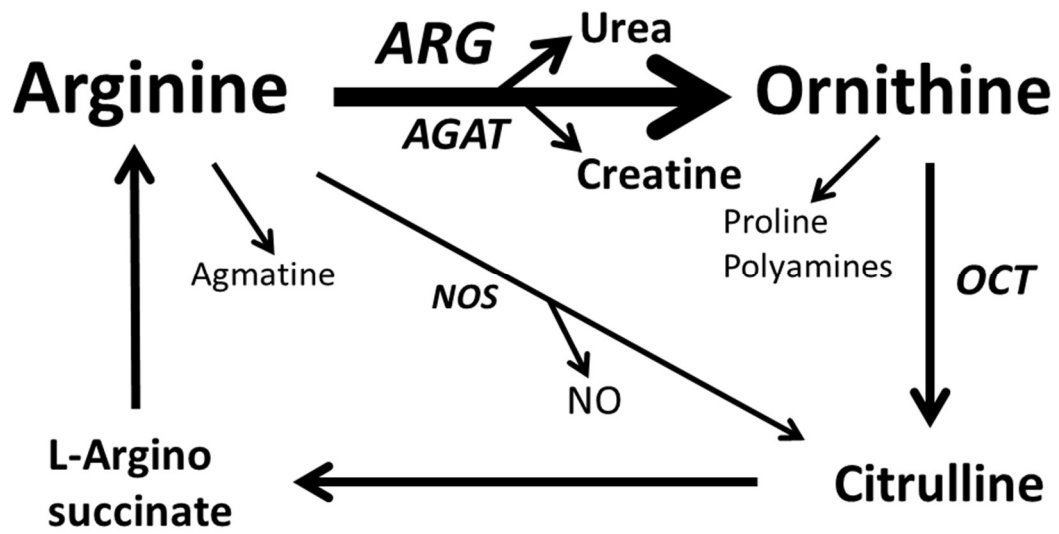 ARG
Urea
Arginine
Ornithine
AGAT
Creatine
Proline
Polyamines
Agmatine
NOS
OCT
NO
L-Argino
succinate
Citrulline